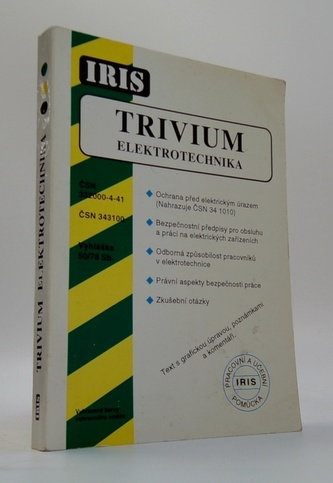 IRIS
TRIVIUM
ELEKTROTECHNIKA
ČSN
332000-4-41
ČSN 343100
Vyhláška
50/78 Sb.
Ochrana před elektrickým úrazem
(Nahrazuje ČSN 34 1010)
Bezpečnostní předpisy pro obsluhu
a práci na elektrických zařízeních
Odborná způsobilost pracovníků
v elektrotechnice
Právní aspekty bezpečnosti práce
Zkušební otázky
Text s grafickou úpravou, poznámkami
a komentáři.
PRACOVNÍ A UČEBNÍ
IRIS
POMŮCKA
TRIVIUM ELEKTROTECHNIKA
IRIS